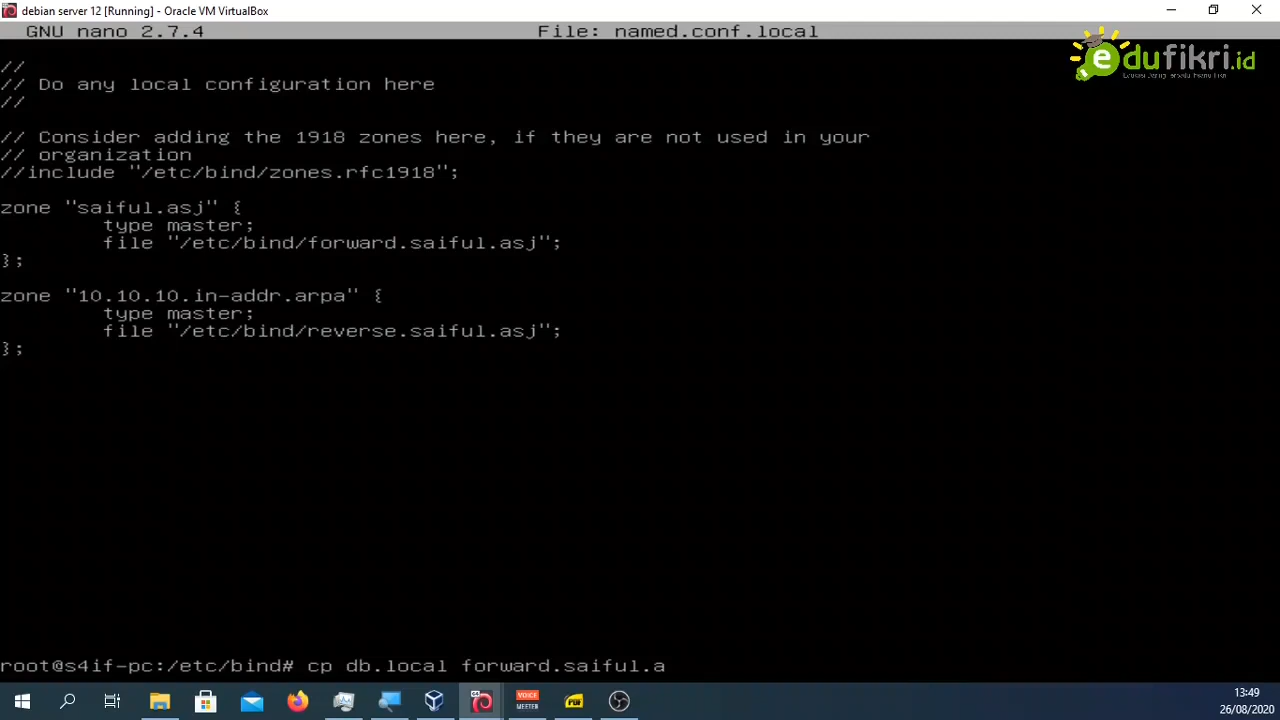 debian server 12 [Running] - Oracle VM VirtualBox
GNU nano 2.7.4 File: named.conf.local
edufikri.id
//
// Do any local configuration here
//
// Consider adding the 1918 zones here, if they are not used in your
// organization
//include "/etc/bind/zones.rfc1918";
zone "saiful.asj" {
type master;
file "/etc/bind/forward.saiful.asj";
};
zone "10.10.10.in-addr.arpa" {
type master;
file "/etc/bind/reverse.saiful.asj";
};
root@s4if-pc:/etc/bind# cp db.local forward.saiful.a
VOICE
MEETER
13:49
26/08/2020